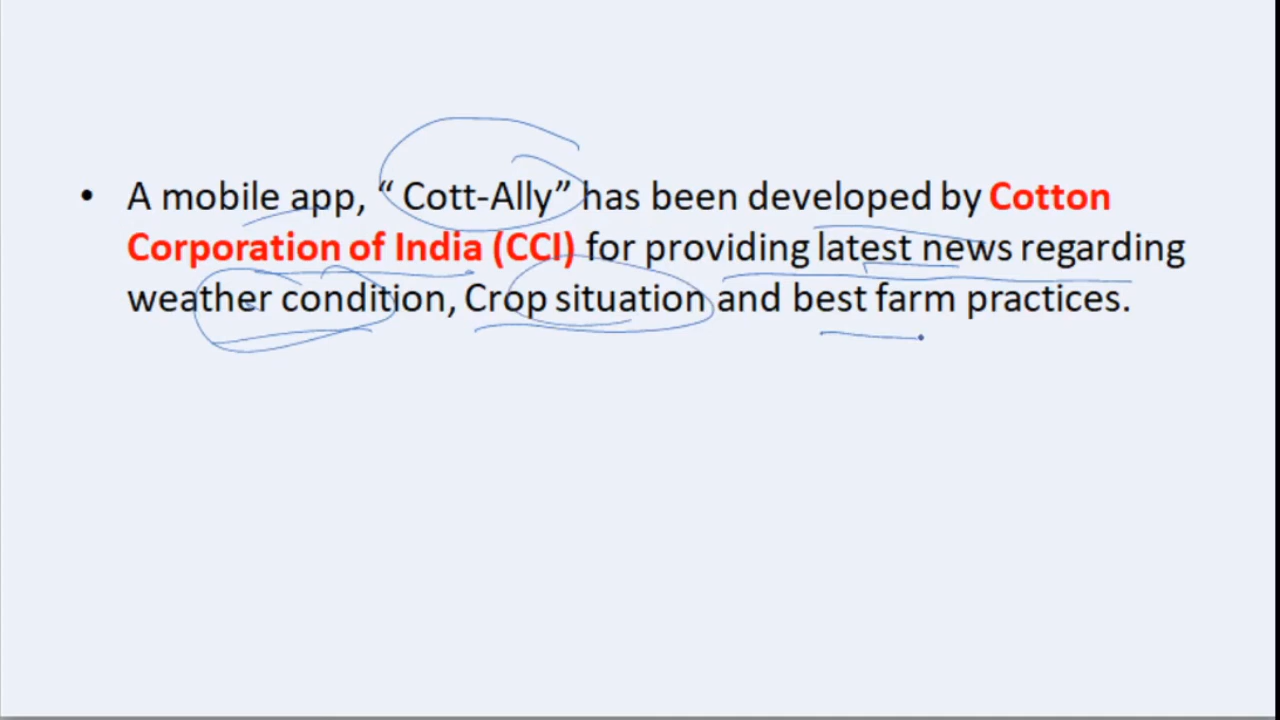 • A mobile app, “ Cott-Ally” has been developed by Cotton
Corporation of India (CCI) for providing latest news regarding
weather condition, Crop situation and best farm practices.